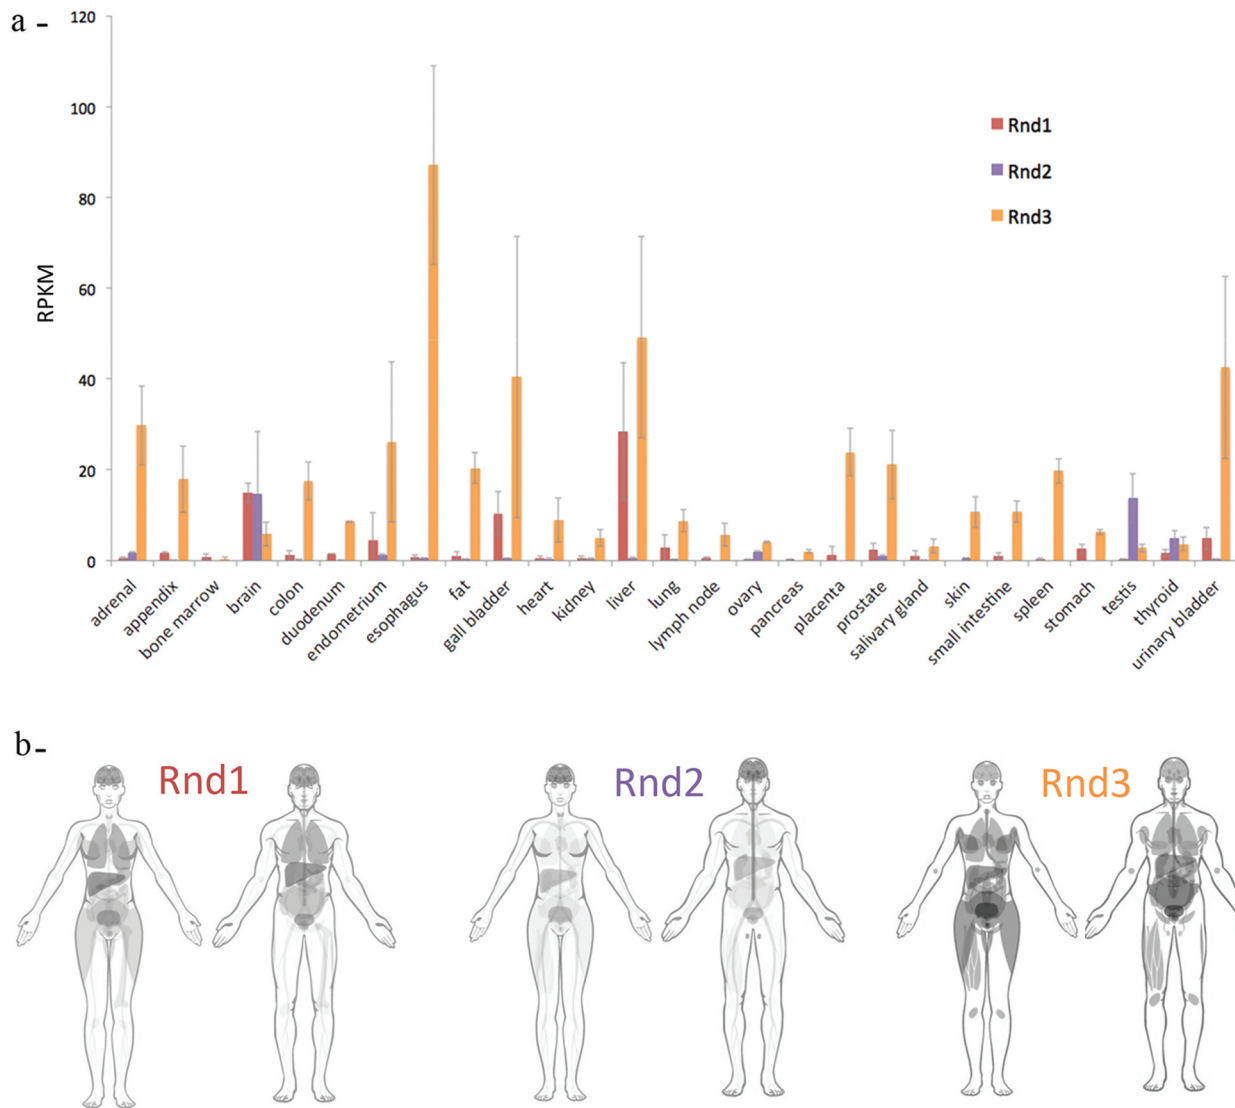 a -
120
100
80
60
40
20
0
RPKM
Rnd1
Rnd2
Rnd3
adrenal
appendix
bone marrow
brain
colon
duodenum
endometrium
esophagus
fat
gall bladder
heart
kidney
liver
lung
lymph node
ovary
pancreas
placenta
prostate
salivary gland
skin
small intestine
spleen
stomach
testis
thyroid
urinary bladder
b-
Rnd1
Rnd2
Rnd3